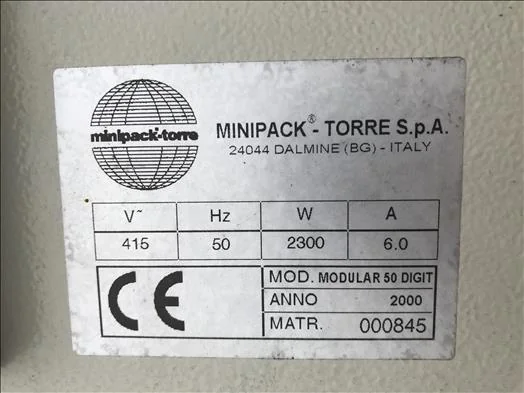 minipack-torre
MINIPACK® - TORRE S.p.A.
24044 DALMINE (BG) - ITALY
V~ Hz W A
415 50 2300 6.0
CE
MOD. MODULAR 50 DIGIT
ANNO 2000
MATR. 000845